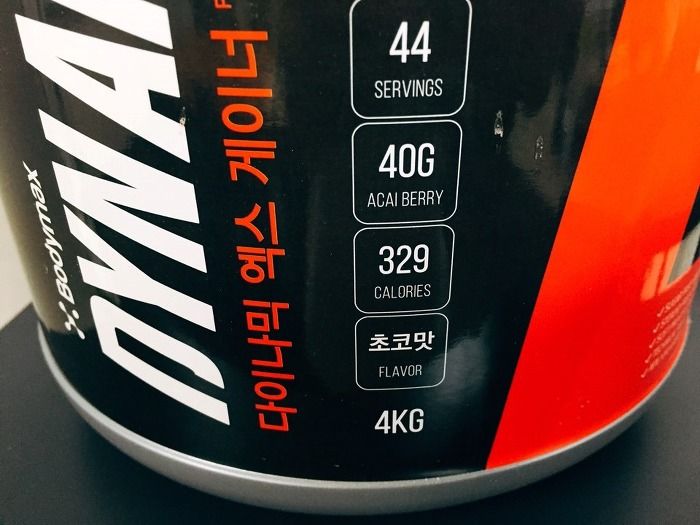 Bodymax
DYNA
다이나믹 엑스 게이너
44
SERVINGS
40G
ACAI BERRY
329
CALORIES
초코맛
FLAVOR
4KG